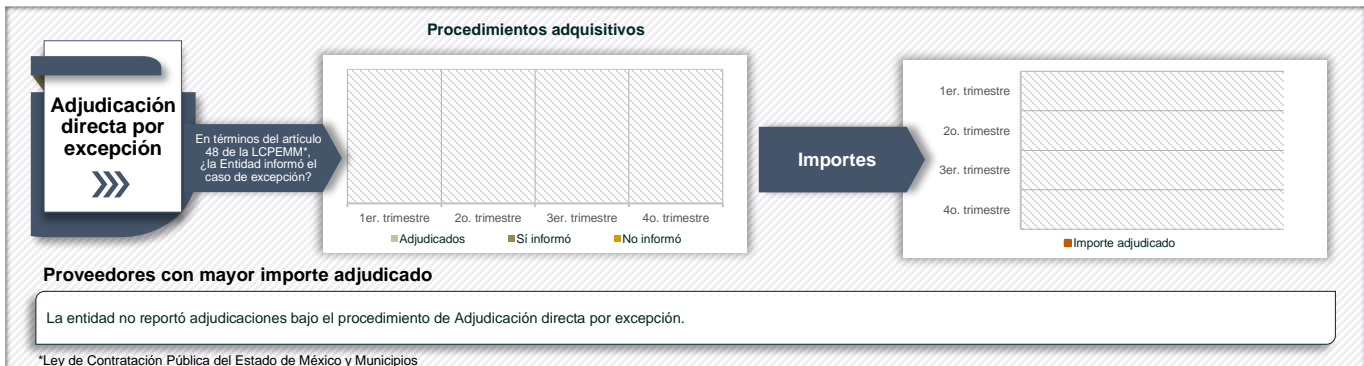 Procedimientos adquisitivos
Adjudicación
directa por
excepción
En términos del artículo
48 de la LCPEMM*,
¿la Entidad informó el
caso de excepción?
1er. trimestre 2o. trimestre 3er. trimestre 4o. trimestre
Adjudicados Sí informó No informó
Importes
1er. trimestre
2o. trimestre
3er. trimestre
4o. trimestre
Importe adjudicado
Proveedores con mayor importe adjudicado
La entidad no reportó adjudicaciones bajo el procedimiento de Adjudicación directa por excepción.
*Ley de Contratación Pública del Estado de México y Municipios